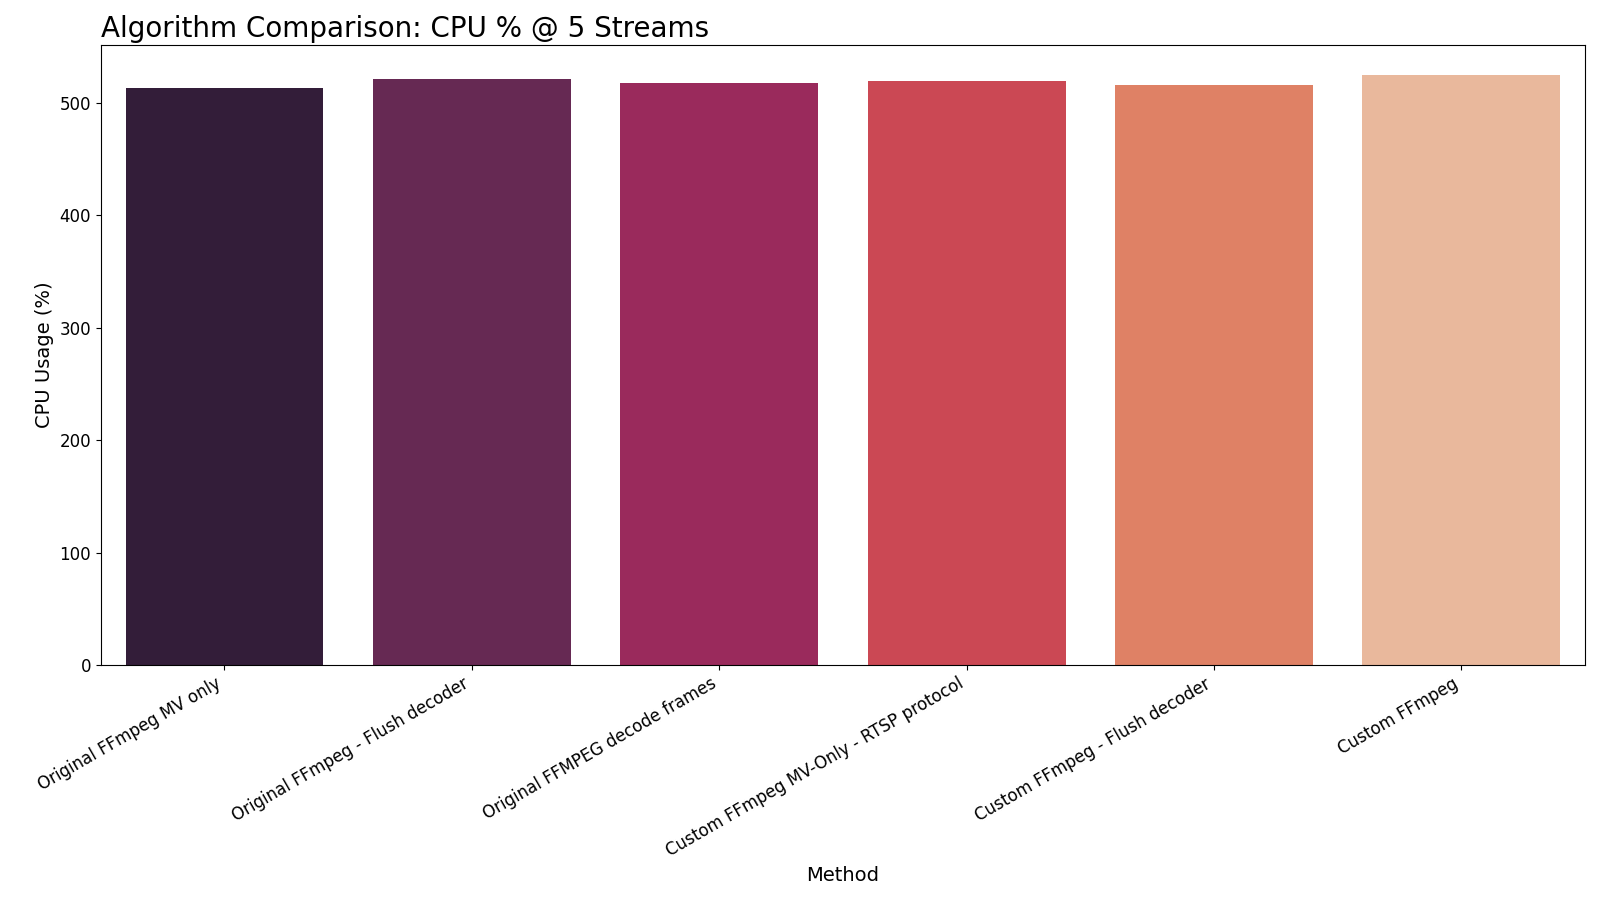 Algorithm Comparison: CPU % @ 5 Streams
CPU Usage (%)
500
400
300
200
100
0
Original FFmpeg MV only
Original FFmpeg - Flush decoder
Original FFMPEG decode frames
Custom FFmpeg MV-Only - RTSP protocol
Custom FFmpeg - Flush decoder
Custom FFmpeg
Method